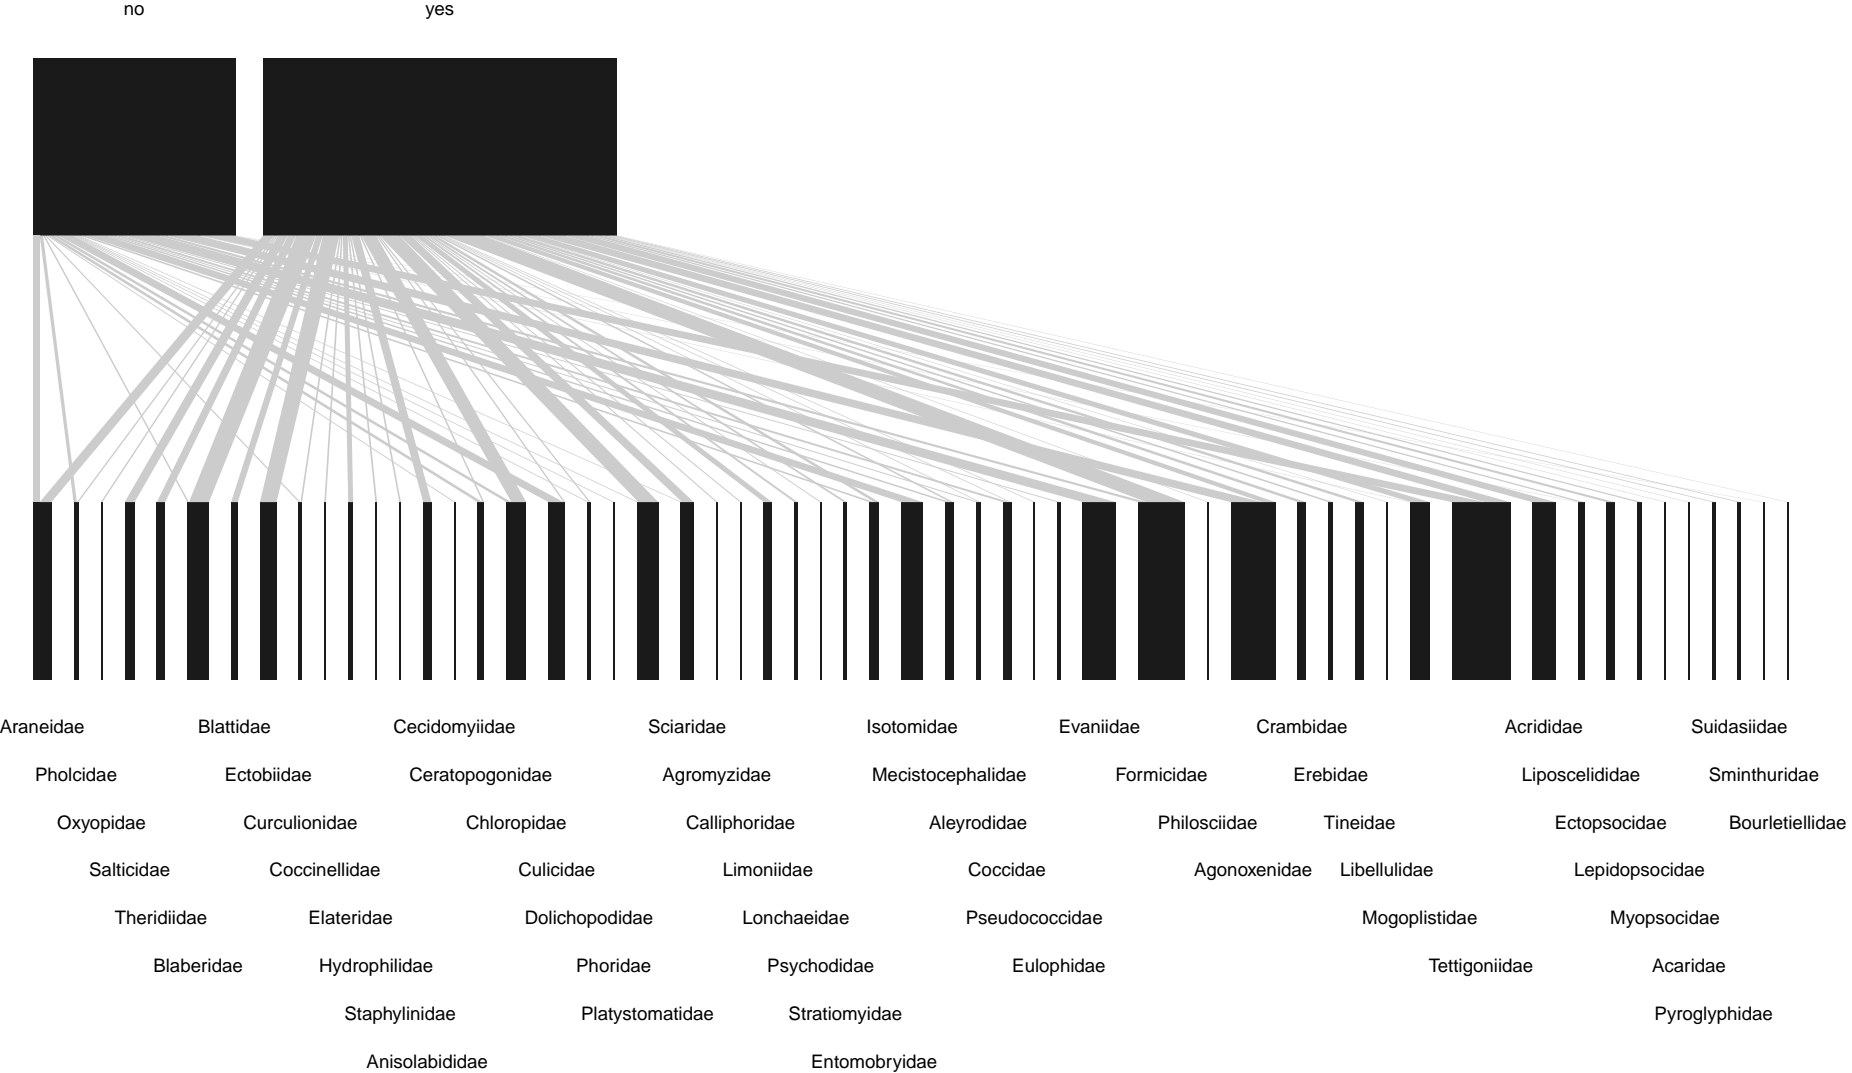 no yes
Araneidae Blattidae Cecidomyiidae Sciaridae Isotomidae Evaniidae Crambidae Acrididae Suidasiidae
Pholcidae Ectobiidae Ceratopogonidae Agromyzidae Mecistocephalidae Formicidae Erebidae Liposcelididae Sminthuridae
Oxyopidae Curculionidae Chloropidae Calliphoridae Aleyrodidae Philosciidae Tineidae Ectopsocidae Bourletiellidae
Salticidae Coccinellidae Culicidae Limoniidae Coccidae Agonoxenidae Libellulidae Lepidopsocidae
Theridiidae Elateridae Dolichopodidae Lonchaeidae Pseudococcidae Mogoplistidae Myopsocidae
Blaberidae Hydrophilidae Phoridae Psychodidae Eulophidae Tettigoniidae Acaridae
Staphylinidae Platystomatidae Stratiomyidae Pyroglyphidae
Anisolabididae Entomobryidae